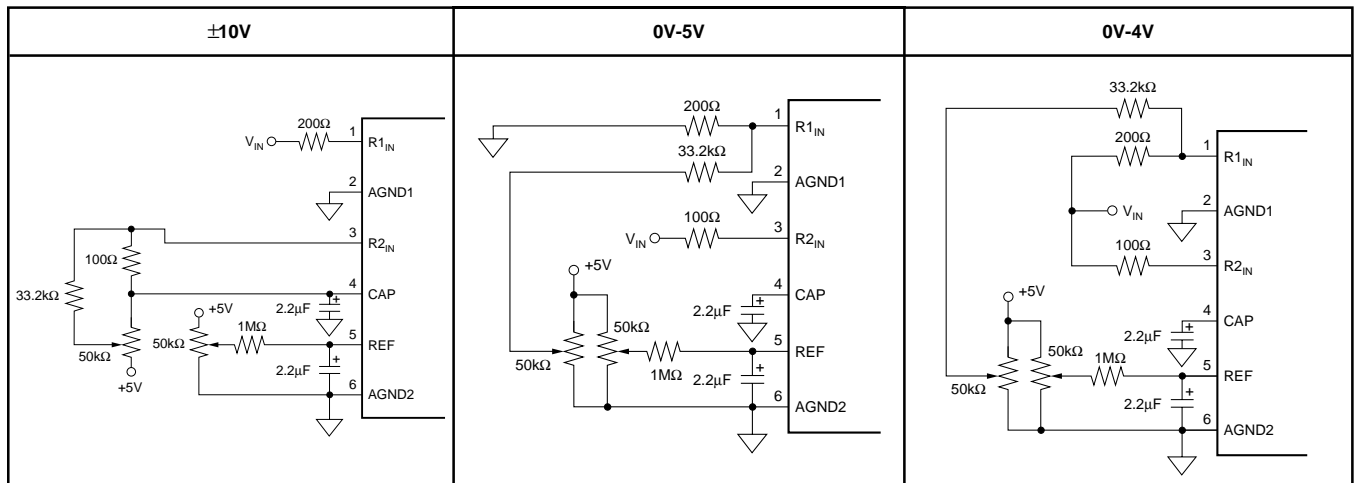 ±10V
0V-5V
0V-4V
200Ω
V_IN
1
R1_IN
2
AGND1
3
R2_IN
100Ω
33.2kΩ
4
CAP
2.2µF
+5V
1MΩ
50kΩ
50kΩ
5
REF
+5V
2.2µF
6
AGND2
200Ω
1
R1_IN
33.2kΩ
2
AGND1
100Ω
V_IN
3
R2_IN
+5V
4
CAP
2.2µF
50kΩ
5
REF
50kΩ
1MΩ
2.2µF
6
AGND2
33.2kΩ
200Ω
1
R1_IN
2
AGND1
V_IN
100Ω
3
R2_IN
+5V
4
CAP
2.2µF
50kΩ
1MΩ
5
REF
50kΩ
2.2µF
6
AGND2